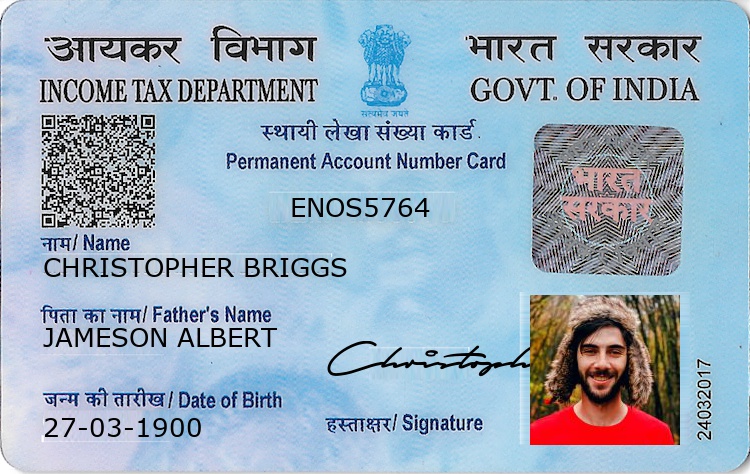 आयकर विभाग
भारत सरकार
INCOME TAX DEPARTMENT
GOVT. OF INDIA
सत्यमेव जयते
स्थायी लेखा संख्या कार्ड
Permanent Account Number Card
ENOS5764
भारत
सरकार
नाम/ Name
CHRISTOPHER BRIGGS
पिता का नाम/ Father's Name
JAMESON ALBERT
Christoph
जन्म की तारीख / Date of Birth
27-03-1900
हस्ताक्षर/ Signature
24032017